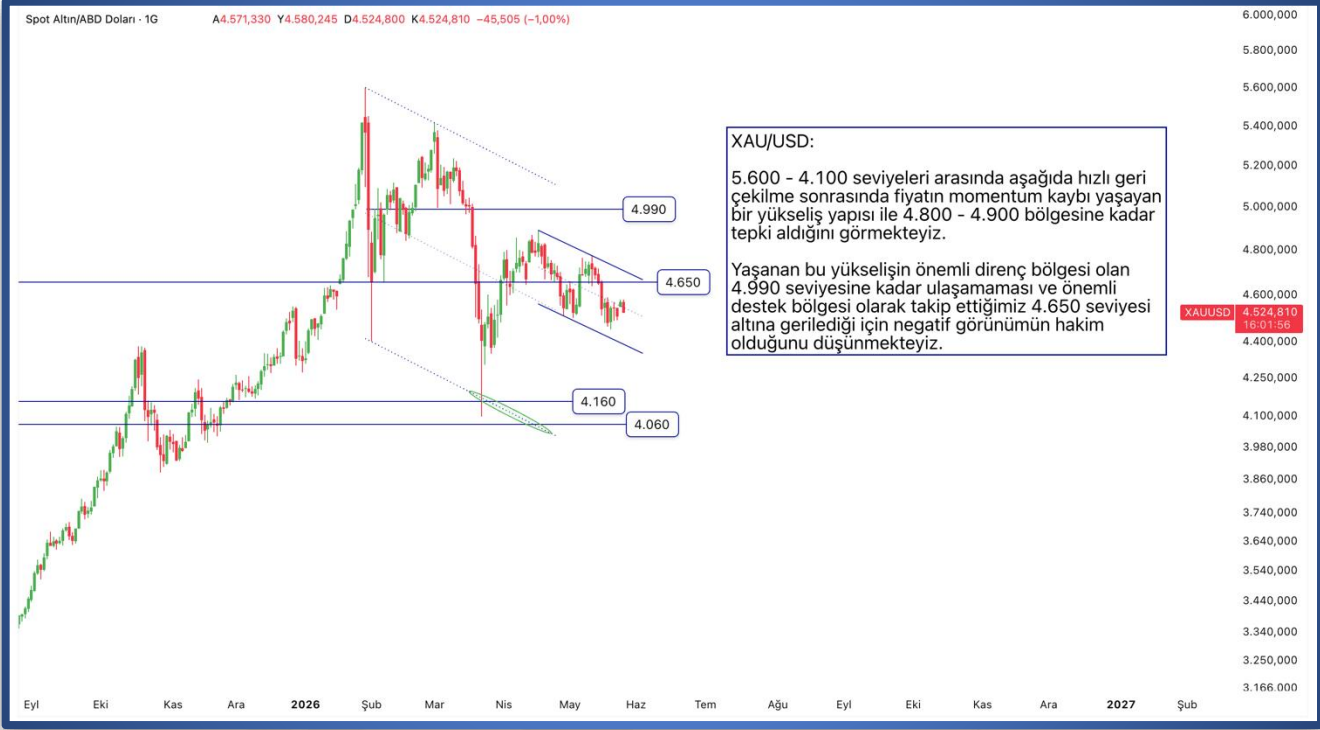 Spot Altın/ABD Doları · 1G A4.571,330 Y4.580,245 D4.524,800 K4.524,810 −45,505 (−1,00%)
XAU/USD:
5.600 - 4.100 seviyeleri arasında aşağıda hızlı geri
çekilme sonrasında fiyatın momentum kaybı yaşayan
bir yükseliş yapısı ile 4.800 - 4.900 bölgesine kadar
tepki aldığını görmekteyiz.
Yaşanan bu yükselişin önemli direnç bölgesi olan
4.990 seviyesine kadar ulaşamaması ve önemli
destek bölgesi olarak takip ettiğimiz 4.650 seviyesi
altına gerilediği için negatif görünümün hakim
olduğunu düşünmekteyiz.
4.990
4.650
4.160
4.060
6.000,000
5.800,000
5.600,000
5.400,000
5.200,000
5.000,000
4.800,000
4.600,000
XAUUSD 4.524,810
16:01:56
4.400,000
4.250,000
4.100,000
3.980,000
3.860,000
3.740,000
3.640,000
3.540,000
3.440,000
3.340,000
3.250,000
3.166,000
Eyl Eki Kas Ara 2026 Şub Mar Nis May Haz Tem Ağu Eyl Eki Kas Ara 2027 Şub